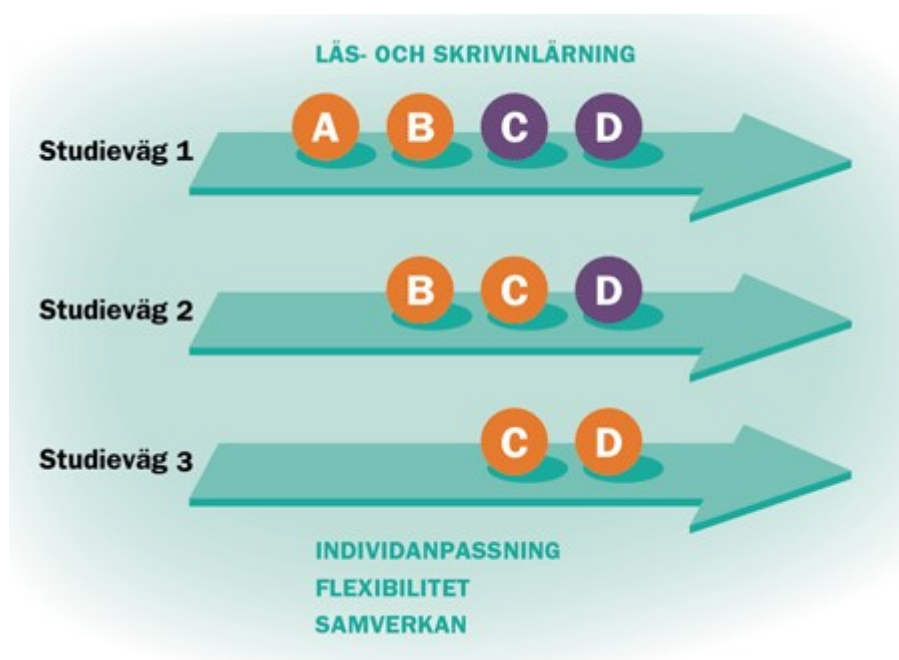 LÄS- OCH SKRIVINLÄRNING
Studieväg 1 A B C D
Studieväg 2 B C D
Studieväg 3 C D
INDIVIDANPASSNING
FLEXIBILITET
SAMVERKAN